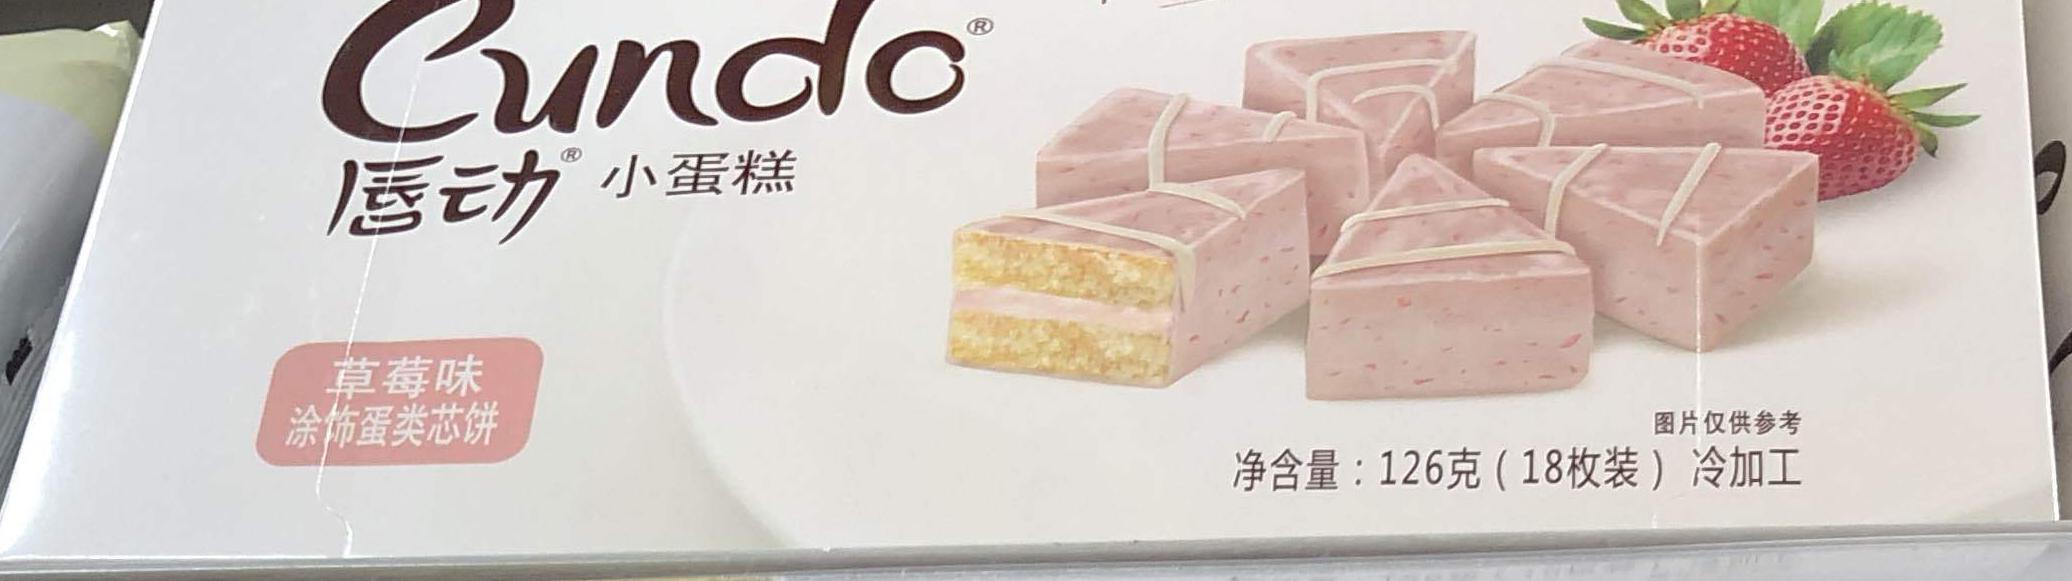 Cundo®
唇动® 小蛋糕
草莓味
涂饰蛋类芯饼
图片仅供参考
净含量：126克（18枚装） 冷加工